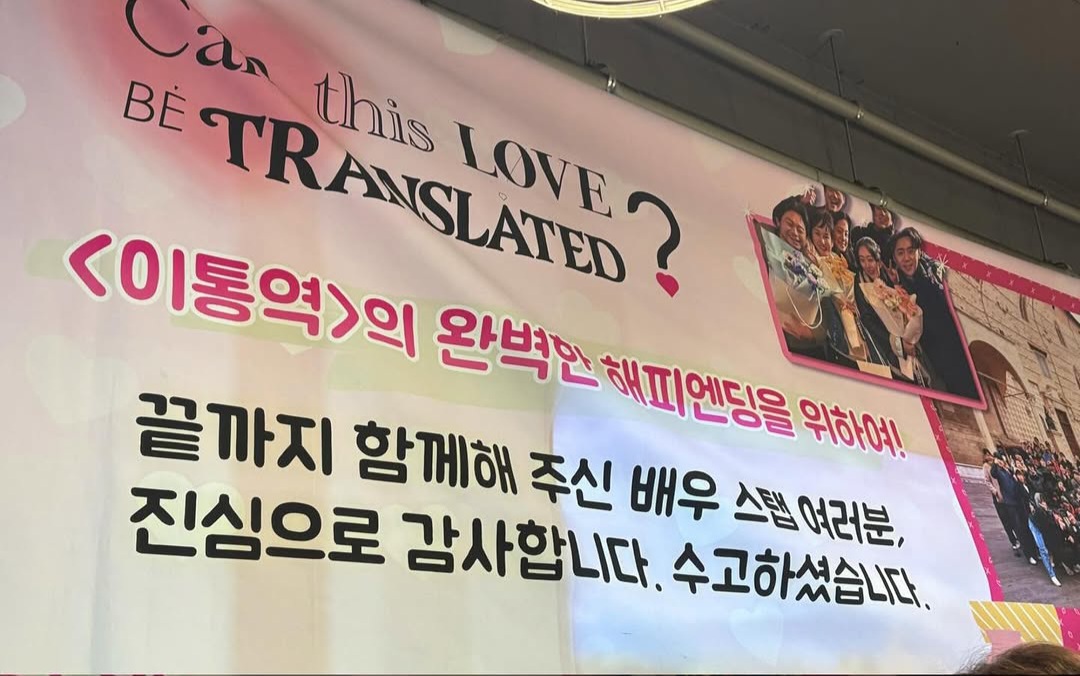 Can this LOVE
BE TRANSLATED?
<이통역>의 완벽한 해피엔딩을 위하여!
끝까지 함께해 주신 배우 스탭 여러분,
진심으로 감사합니다. 수고하셨습니다.